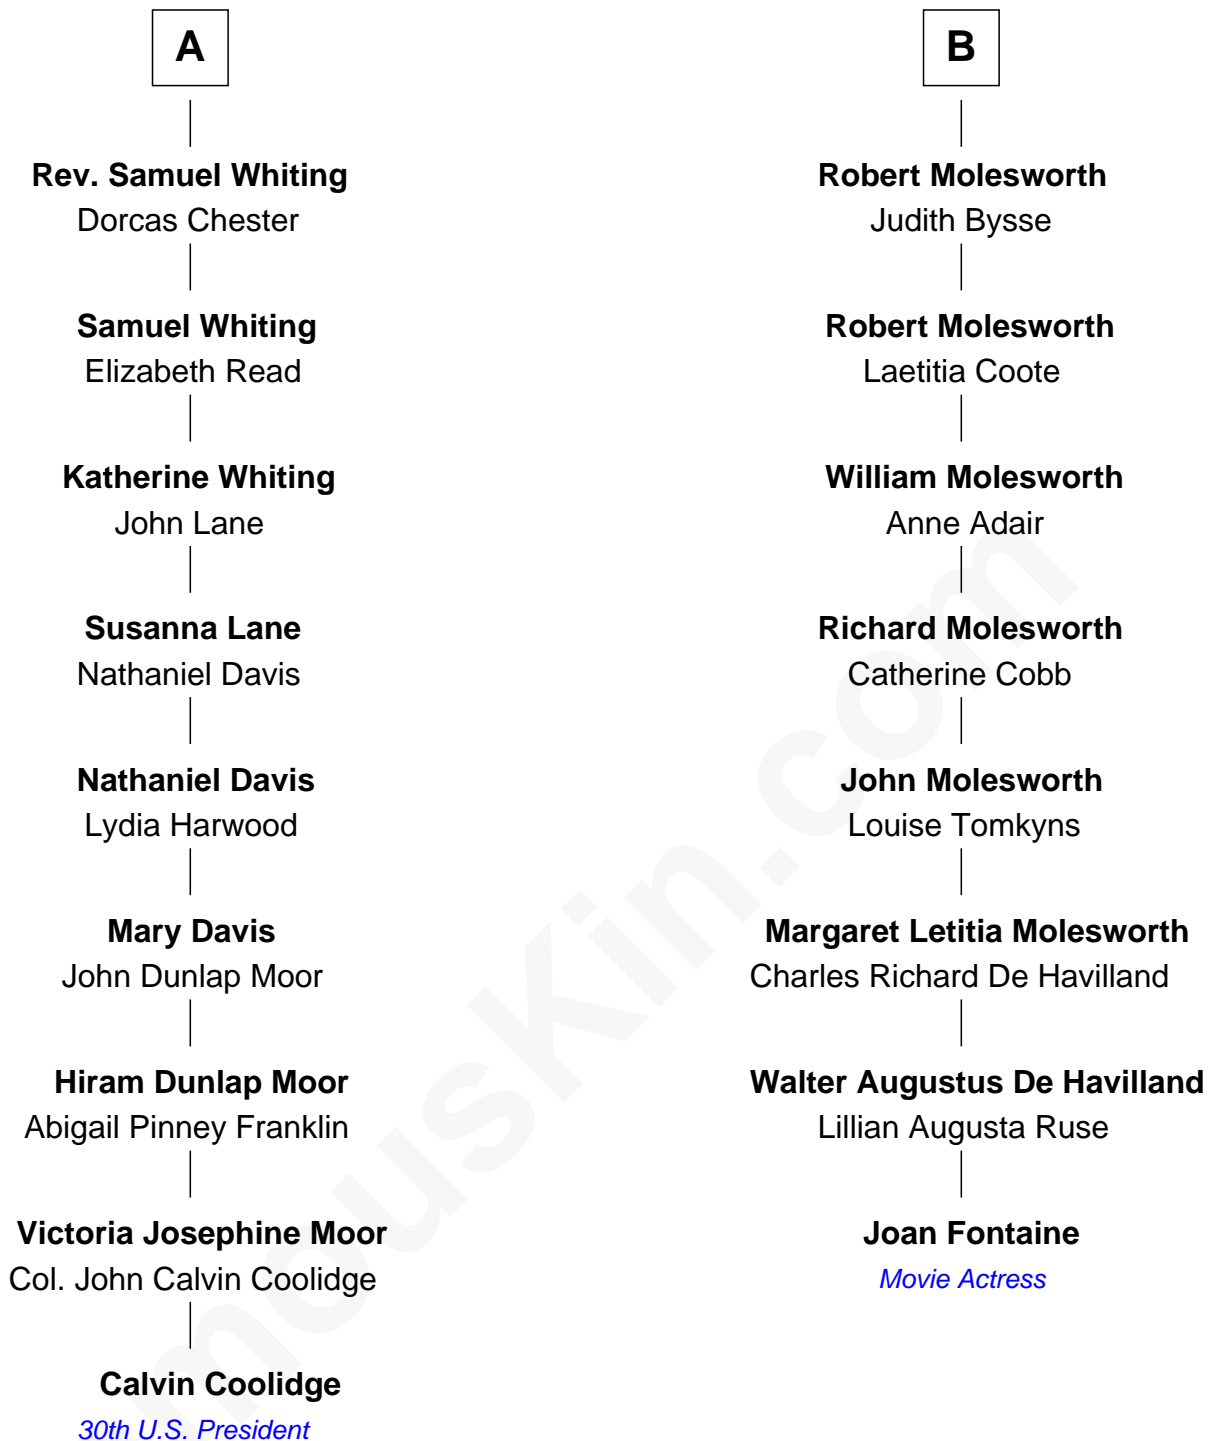 A
Rev. Samuel Whiting
Dorcas Chester
Samuel Whiting
Elizabeth Read
Katherine Whiting
John Lane
Susanna Lane
Nathaniel Davis
Nathaniel Davis
Lydia Harwood
Mary Davis
John Dunlap Moor
Hiram Dunlap Moor
Abigail Pinney Franklin
Victoria Josephine Moor
Col. John Calvin Coolidge
Calvin Coolidge
30th U.S. President
B
Robert Molesworth
Judith Bysse
Robert Molesworth
Laetitia Coote
William Molesworth
Anne Adair
Richard Molesworth
Catherine Cobb
John Molesworth
Louise Tomkyns
Margaret Letitia Molesworth
Charles Richard De Havilland
Walter Augustus De Havilland
Lillian Augusta Ruse
Joan Fontaine
Movie Actress
mousKin.com